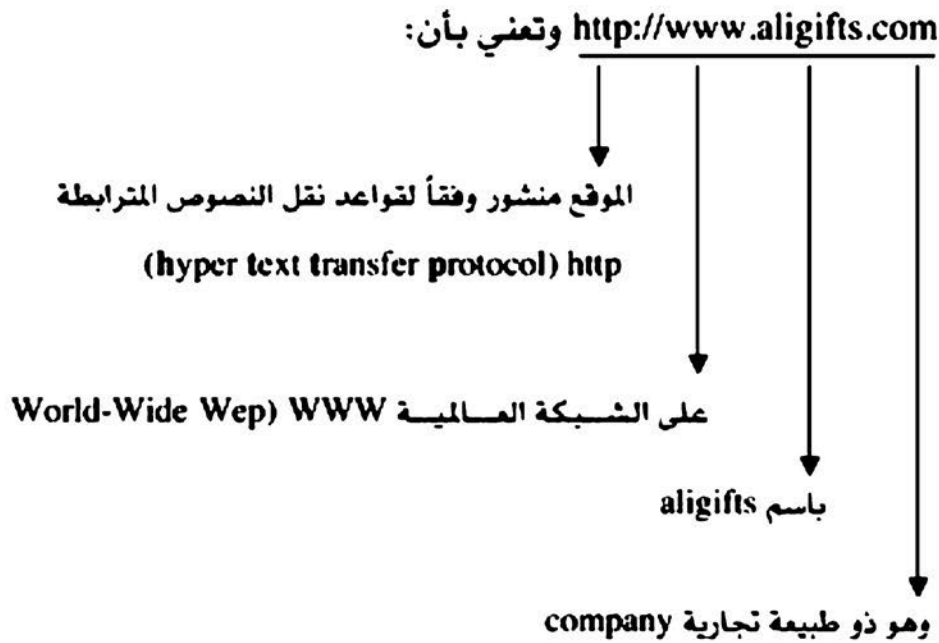 http://www.aligifts.com وتعني بأن:
الموقع منشور وفقاً لقواعد نقل النصوص المترابطة
http (hyper text transfer protocol)
على الشبكة العالمية WWW (World-Wide Wep
باسم aligifts
وهو ذو طبيعة تجارية company